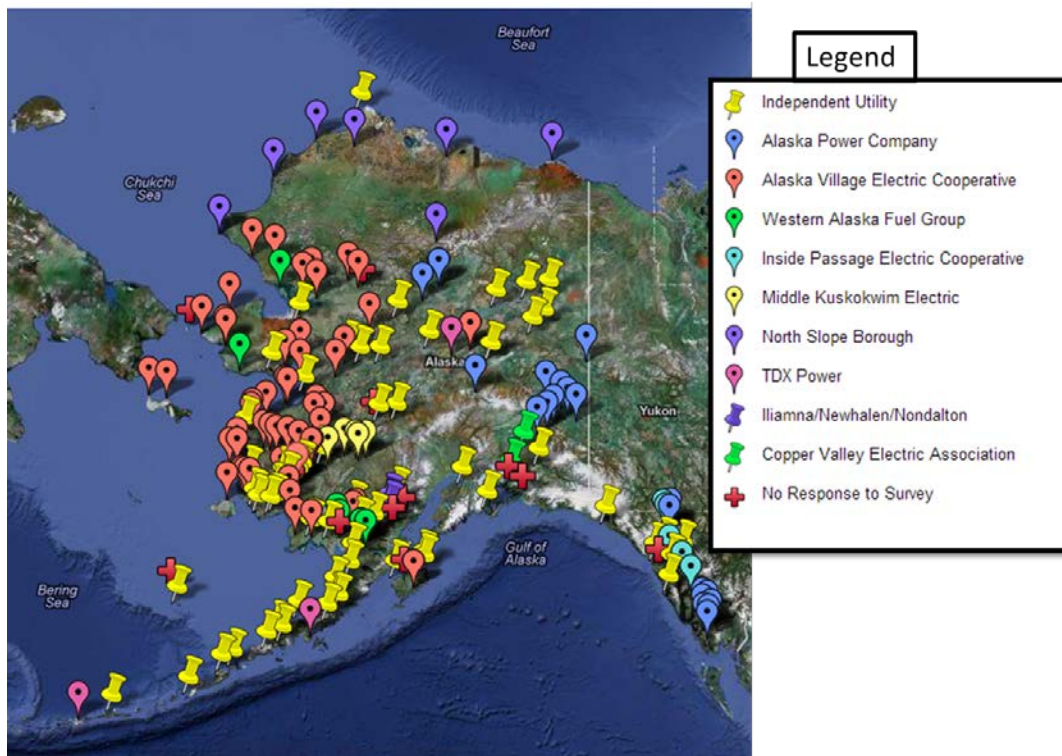 Beaufort
Sea
Legend
Independent Utility
Alaska Power Company
Alaska Village Electric Cooperative
Western Alaska Fuel Group
Inside Passage Electric Cooperative
Middle Kuskokwim Electric
North Slope Borough
TDX Power
Iliamna/Newhalen/Nondalton
Copper Valley Electric Association
No Response to Survey
Chukchi
Sea
Alaska
Yukon
Gulf of
Alaska
Bering
Sea